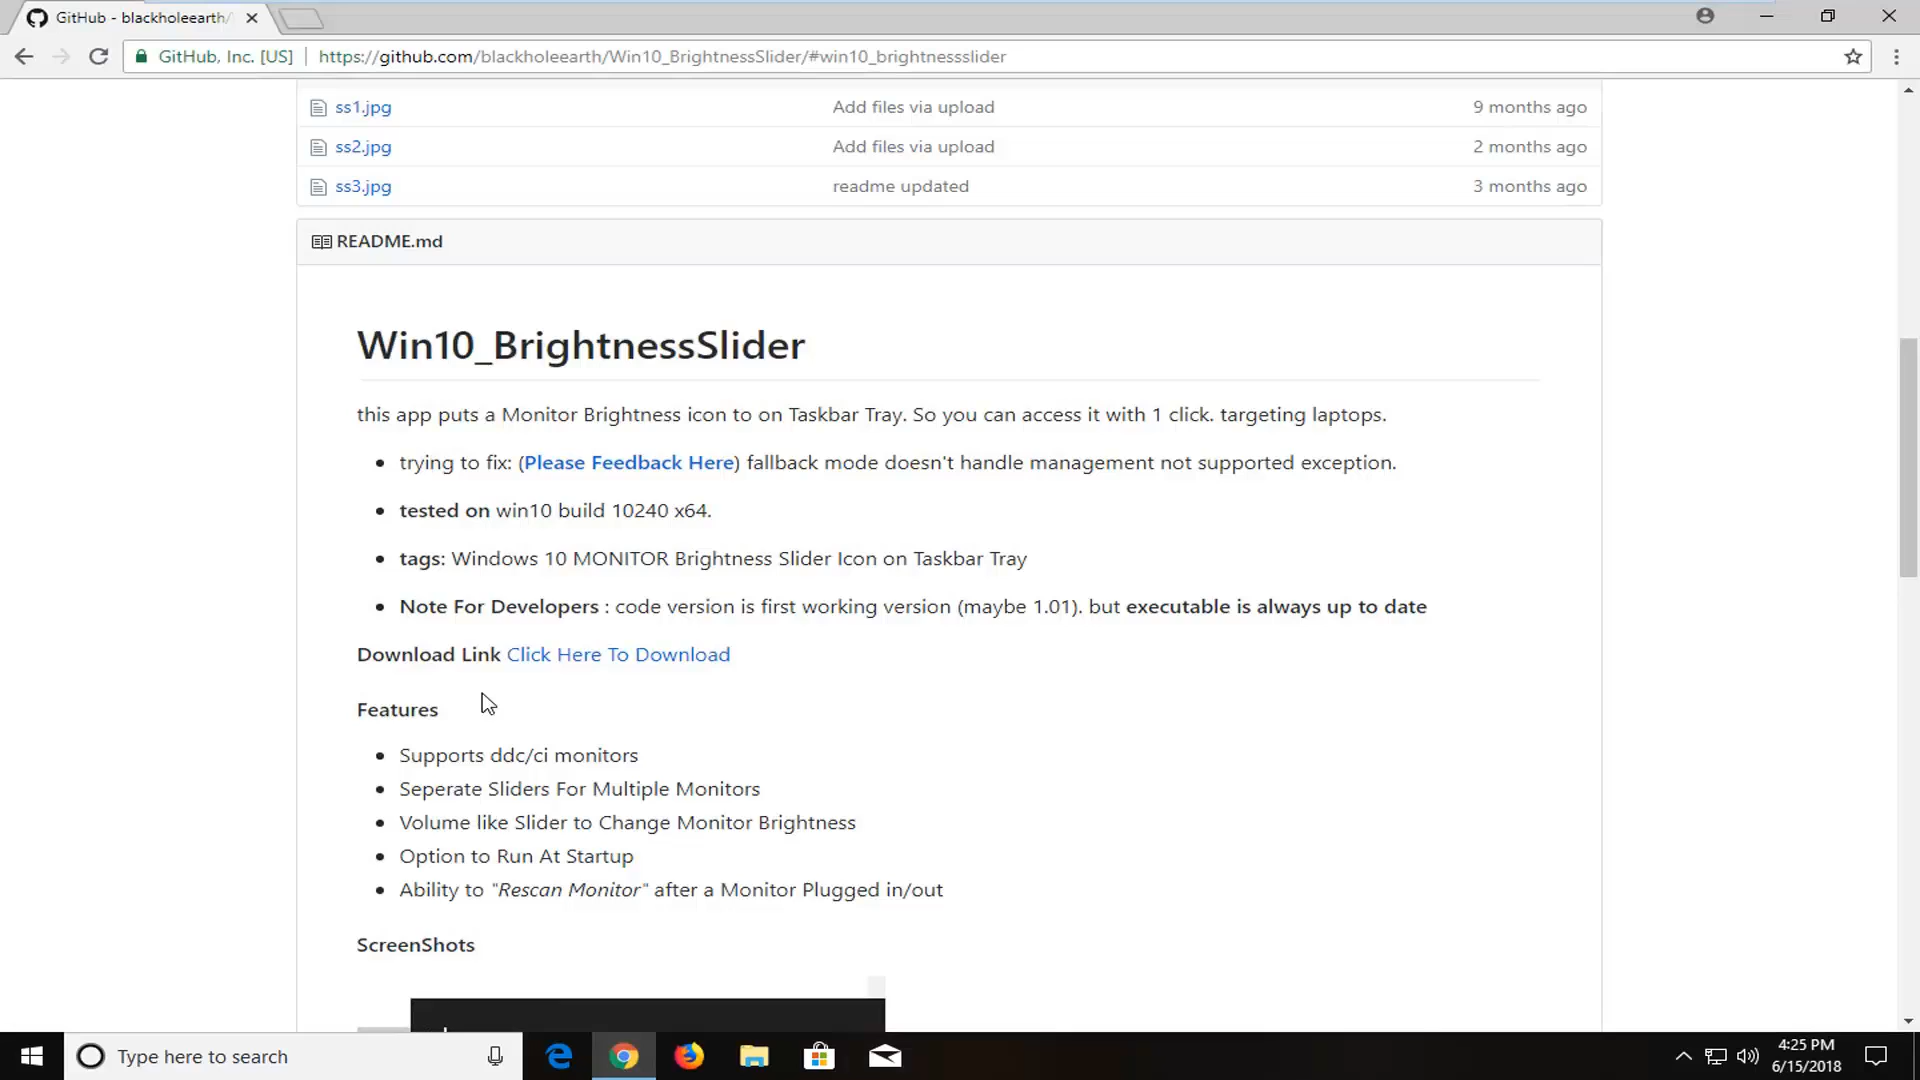 GitHub - blackholeearth/
GitHub, Inc. [US]
https://github.com/blackholeearth/Win10_BrightnessSlider/#win10_brightnessslider
ss1.jpg Add files via upload 9 months ago
ss2.jpg Add files via upload 2 months ago
ss3.jpg readme updated 3 months ago
README.md
Win10_BrightnessSlider
this app puts a Monitor Brightness icon to on Taskbar Tray. So you can access it with 1 click. targeting laptops.
trying to fix: (Please Feedback Here) fallback mode doesn't handle management not supported exception.
tested on win10 build 10240 x64.
tags: Windows 10 MONITOR Brightness Slider Icon on Taskbar Tray
Note For Developers : code version is first working version (maybe 1.01). but executable is always up to date
Download Link Click Here To Download
Features
Supports ddc/ci monitors
Seperate Sliders For Multiple Monitors
Volume like Slider to Change Monitor Brightness
Option to Run At Startup
Ability to "Rescan Monitor" after a Monitor Plugged in/out
ScreenShots
Type here to search
4:25 PM
6/15/2018